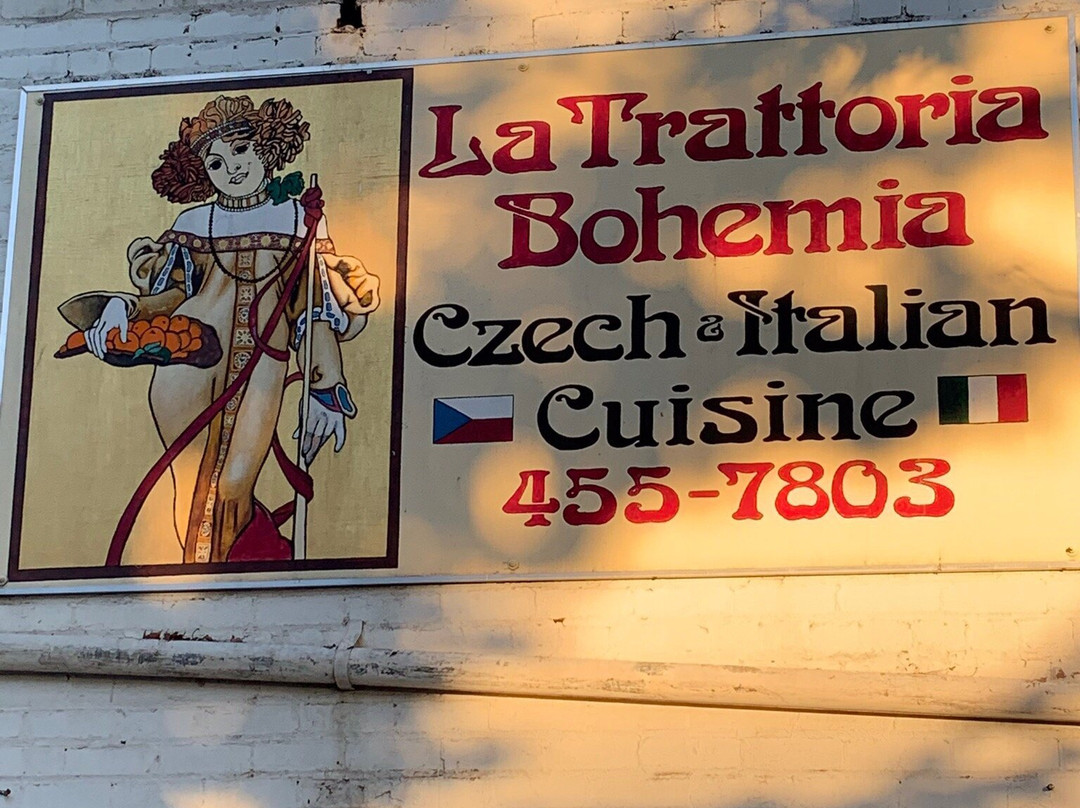 La Trattoria
Bohemia
Czech & Italian
Cuisine
455-7803